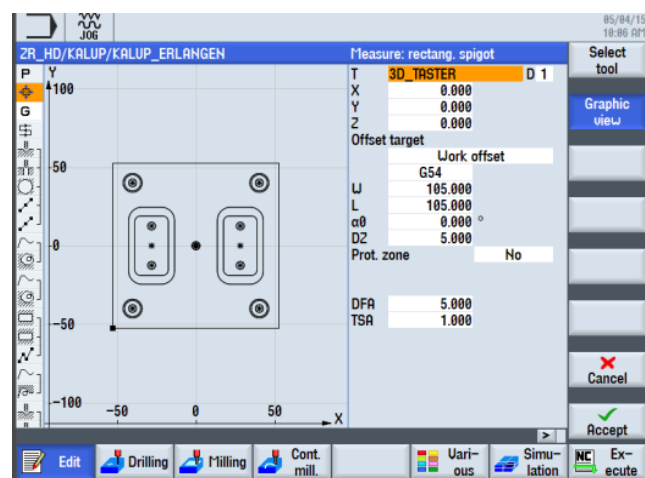 JOG
05/04/15
10:06 AM
ZR_HD/KALUP/KALUP_ERLANGEN
Measure: rectang. spigot
Select
tool
P
Y
T 3D_TASTER D 1
100
X 0.000
G
Y 0.000
Graphic
view
Z 0.000
Offset target
Work offset
50
G54
W 105.000
L 105.000
α0 0.000 °
0
DZ 5.000
Prot. zone No
DFA 5.000
-50
TSA 1.000
Cancel
-100
-50 0 50
X
Accept
>
Edit
Drilling
Milling
Cont.
mill.
Vari-
ous
Simu-
lation
NC
Ex-
ecute